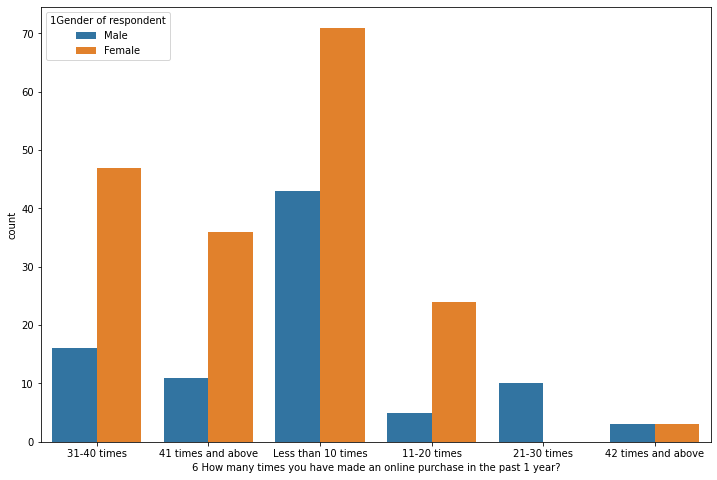 1Gender of respondent
Male
Female
70
60
50
40
30
20
10
0
count
31-40 times
41 times and above
Less than 10 times
11-20 times
21-30 times
42 times and above
6 How many times you have made an online purchase in the past 1 year?